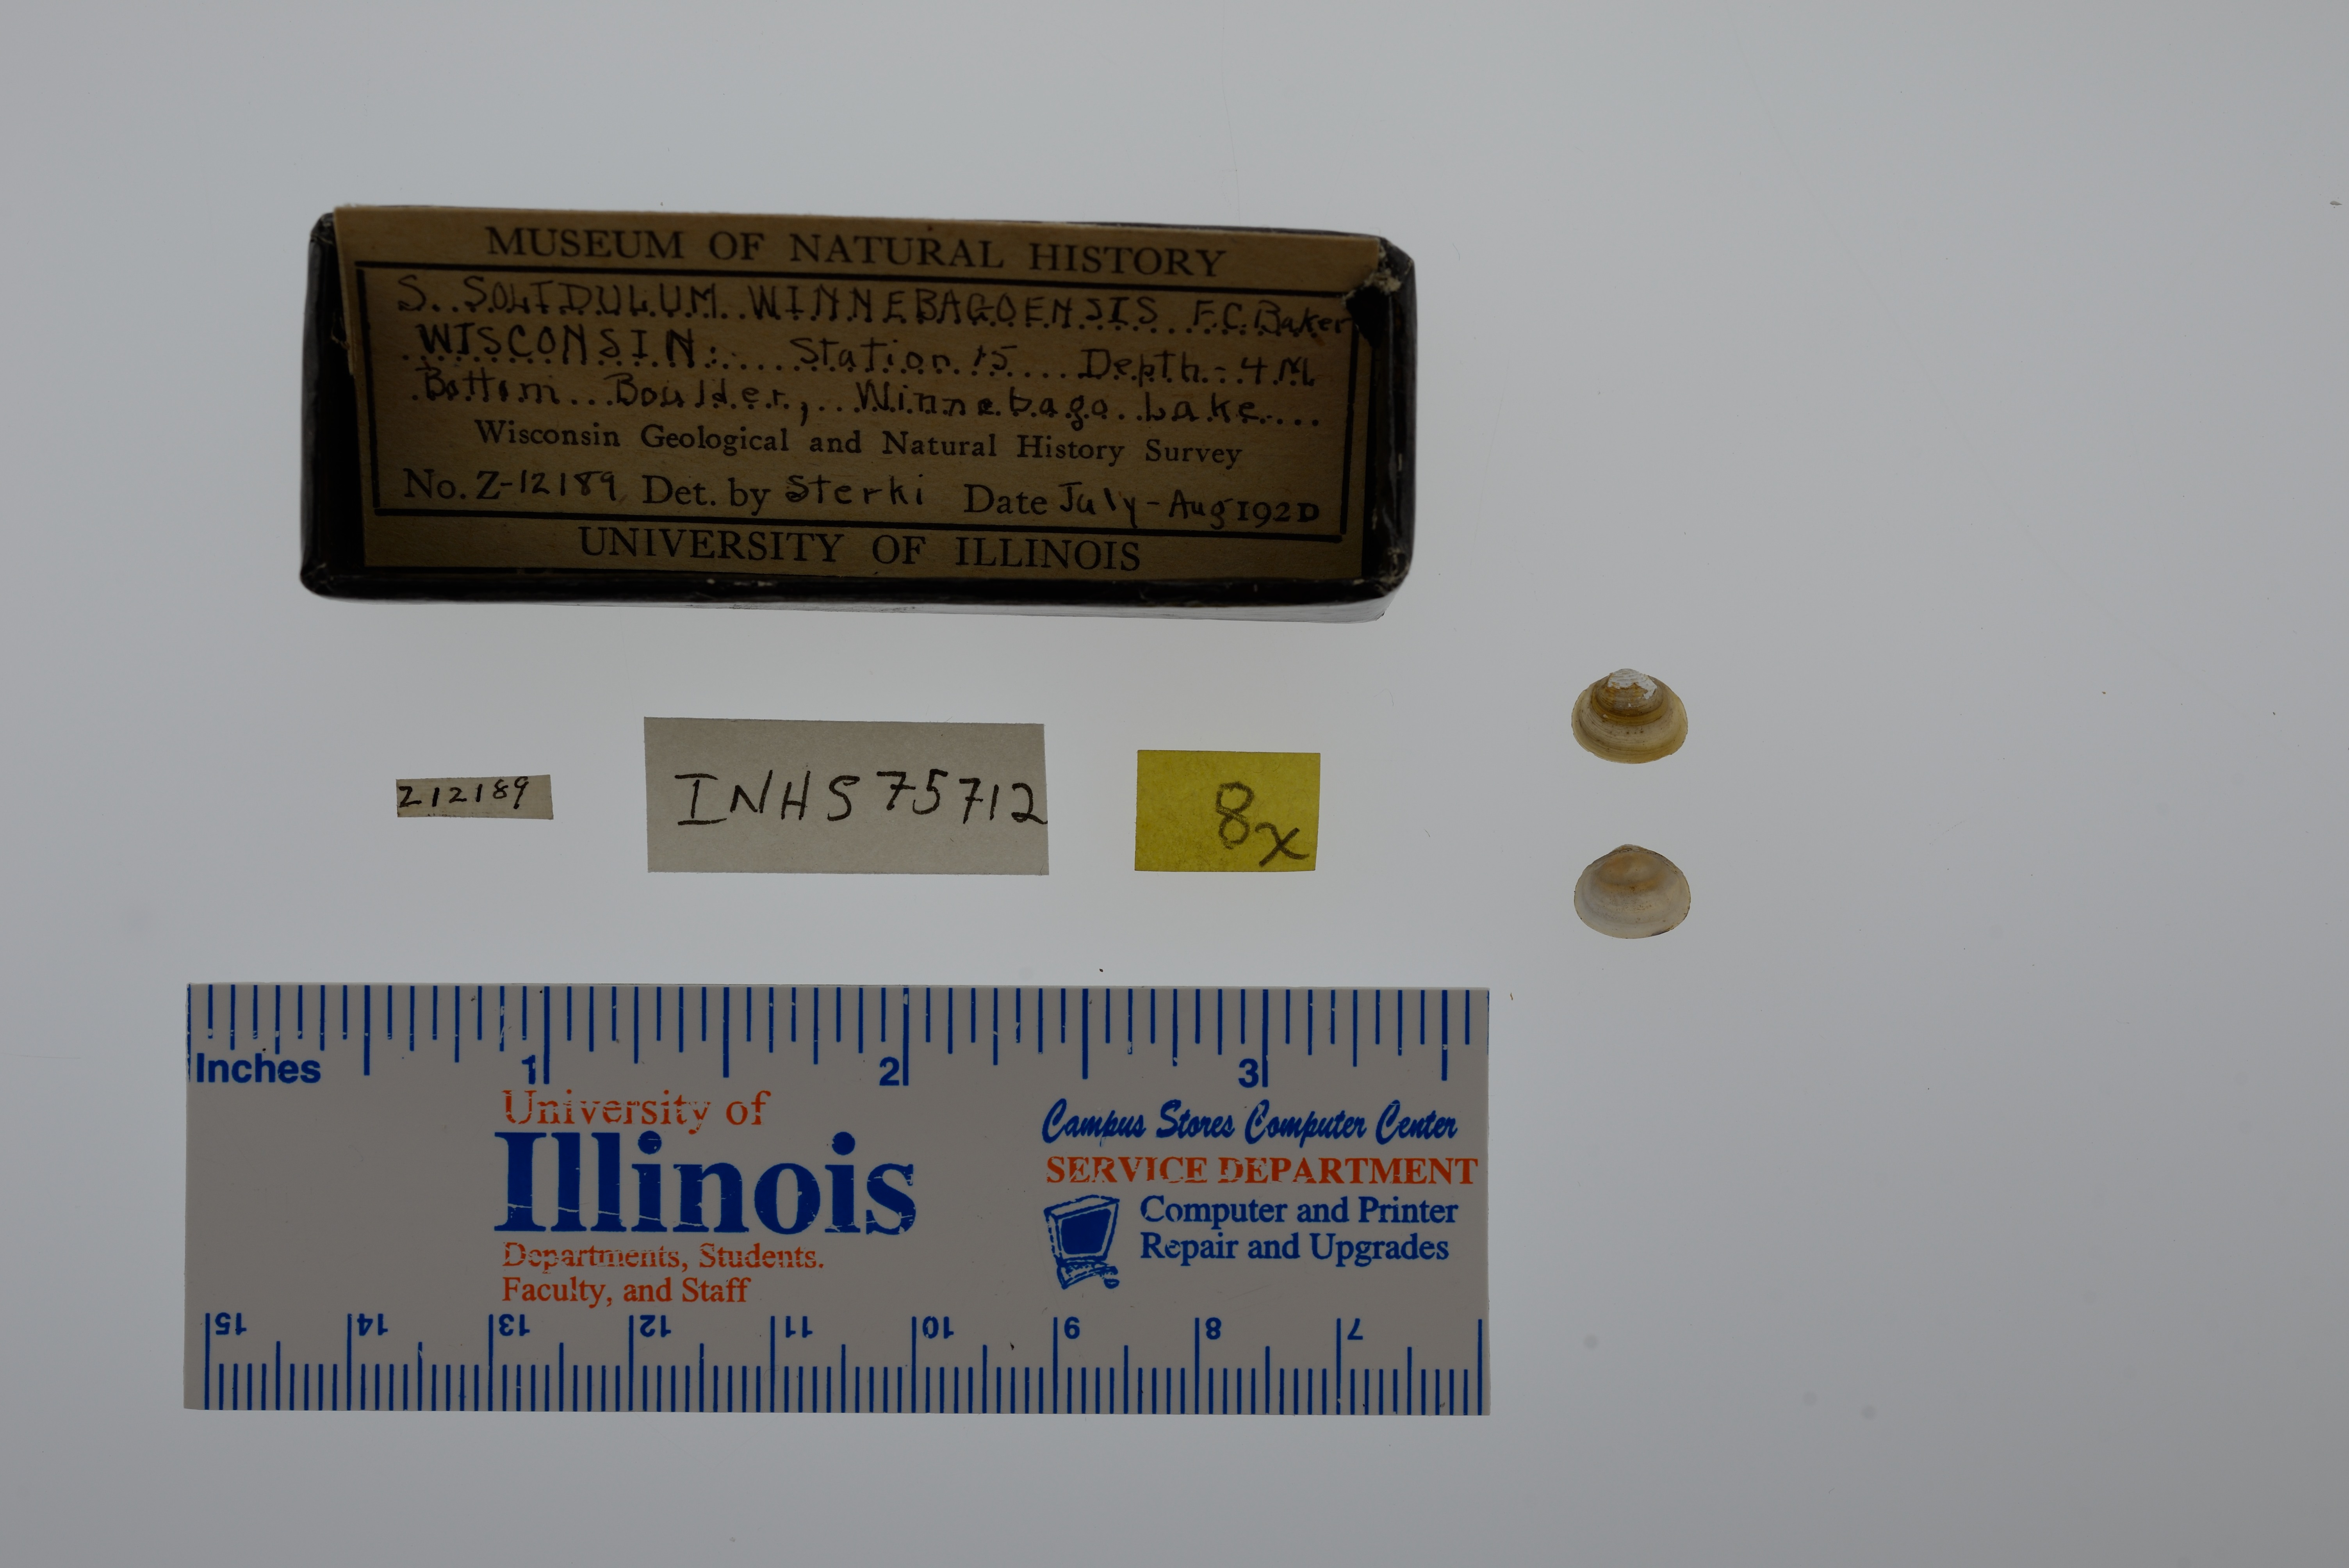 MUSEUM OF NATURAL HISTORY
S. SOLIDULUM WINNEBAGOENSIS F.C. Baker
WISCONSIN: Station 15 Depth - 4 M
Bottom Boulder, Winnebago Lake
Wisconsin Geological and Natural History Survey
No. Z-12189 Det. by Sterki Date July-Aug 1920
UNIVERSITY OF ILLINOIS
Z12189
INHS 75712
8x
Inches 1 2 3
University of
Illinois
Departments, Students.
Faculty, and Staff
Campus Stores Computer Center
SERVICE DEPARTMENT
Computer and Printer
Repair and Upgrades
15 14 13 12 11 10 9 8 7